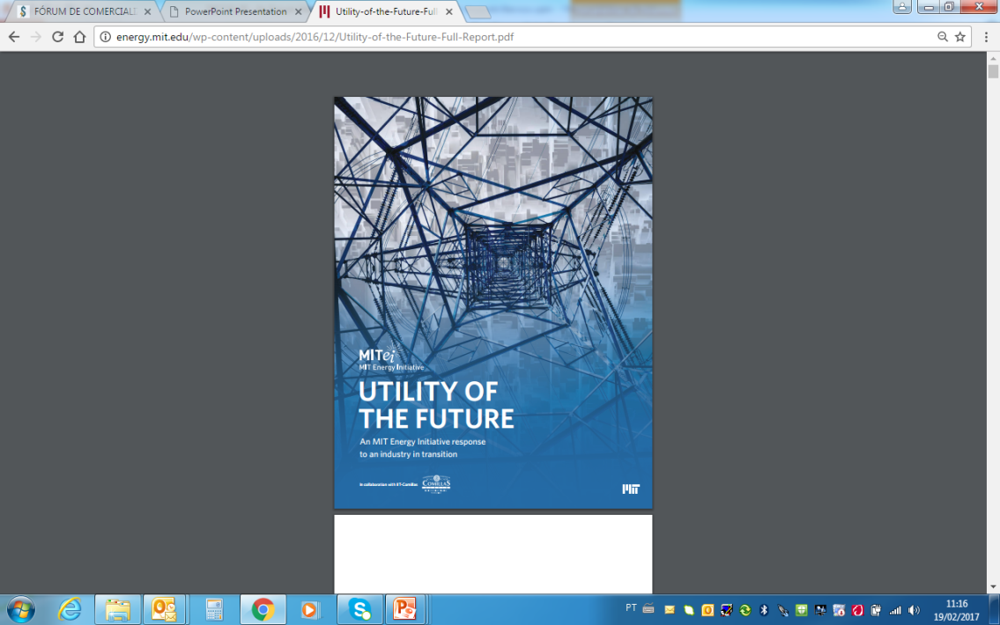 FÓRUM DE COMERCIALI
PowerPoint Presentation
Utility-of-the-Future-Full
energy.mit.edu/wp-content/uploads/2016/12/Utility-of-the-Future-Full-Report.pdf
MITei
MIT Energy Initiative
UTILITY OF
THE FUTURE
An MIT Energy Initiative response
to an industry in transition
In collaboration with IIT-Comillas
COMILLAS
MIT
PT
11:16
19/02/2017